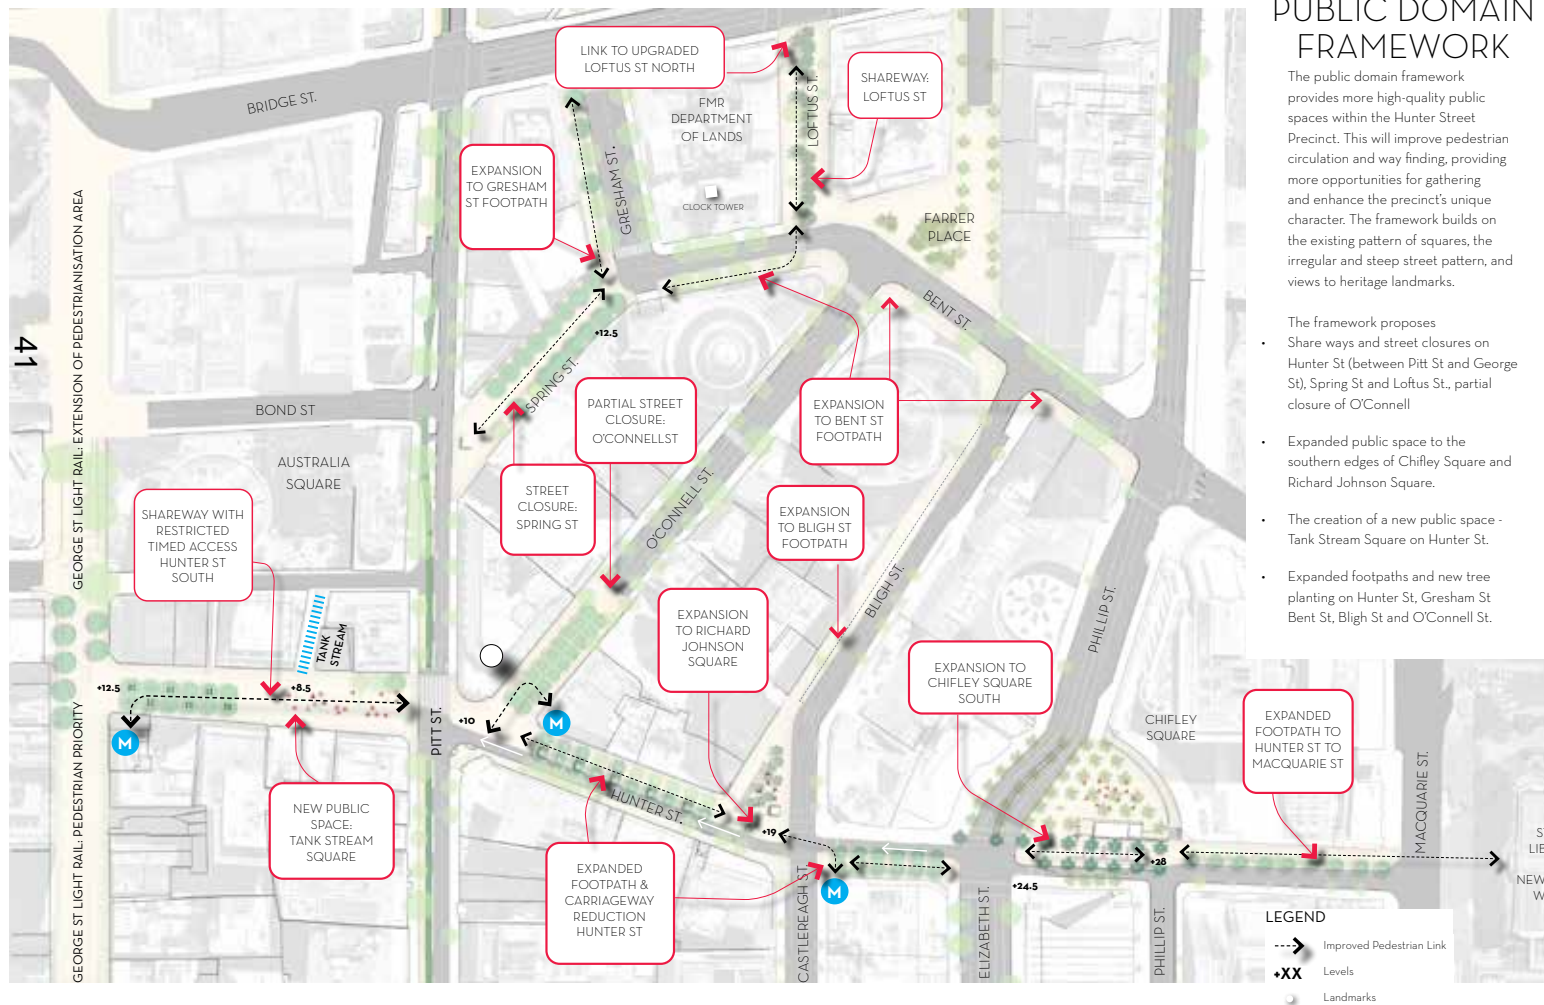 PUBLIC DOMAIN
FRAMEWORK
The public domain framework
provides more high-quality public
spaces within the Hunter Street
Precinct. This will improve pedestrian
circulation and way finding, providing
more opportunities for gathering
and enhance the precinct's unique
character. The framework builds on
the existing pattern of squares, the
irregular and steep street pattern, and
views to heritage landmarks.
The framework proposes
• Share ways and street closures on
Hunter St (between Pitt St and George
St), Spring St and Loftus St., partial
closure of O'Connell
• Expanded public space to the
southern edges of Chifley Square and
Richard Johnson Square.
• The creation of a new public space -
Tank Stream Square on Hunter St.
• Expanded footpaths and new tree
planting on Hunter St, Gresham St
Bent St, Bligh St and O'Connell St.
LINK TO UPGRADED
LOFTUS ST NORTH
SHAREWAY:
LOFTUS ST
LOFTUS ST.
FMR
DEPARTMENT
OF LANDS
CLOCK TOWER
BRIDGE ST.
EXPANSION
TO GRESHAM
ST FOOTPATH
GRESHAM ST.
FARRER
PLACE
BENT ST.
+12.5
SPRING ST.
BOND ST
PARTIAL STREET
CLOSURE:
O'CONNELL ST
EXPANSION
TO BENT ST
FOOTPATH
AUSTRALIA
SQUARE
STREET
CLOSURE:
SPRING ST
O'CONNELL ST.
EXPANSION
TO BLIGH ST
FOOTPATH
SHAREWAY WITH
RESTRICTED
TIMED ACCESS
HUNTER ST
SOUTH
BLIGH ST.
PHILLIP ST.
EXPANSION
TO RICHARD
JOHNSON
SQUARE
TANK
STREAM
EXPANSION TO
CHIFLEY SQUARE
SOUTH
CHIFLEY
SQUARE
EXPANDED
FOOTPATH TO
HUNTER ST TO
MACQUARIE ST
+12.5
+8.5
+10
M
M
PITT ST.
HUNTER ST.
MACQUARIE ST.
NEW PUBLIC
SPACE:
TANK STREAM
SQUARE
+19
EXPANDED
FOOTPATH &
CARRIAGEWAY
REDUCTION
HUNTER ST
M
+28
+24.5
CASTLEREAGH ST.
ELIZABETH ST.
PHILLIP ST.
GEORGE ST LIGHT RAIL: EXTENSION OF PEDESTRIANISATION AREA
GEORGE ST LIGHT RAIL: PEDESTRIAN PRIORITY
41
NEW
LEGEND
Improved Pedestrian Link
+XX Levels
Landmarks